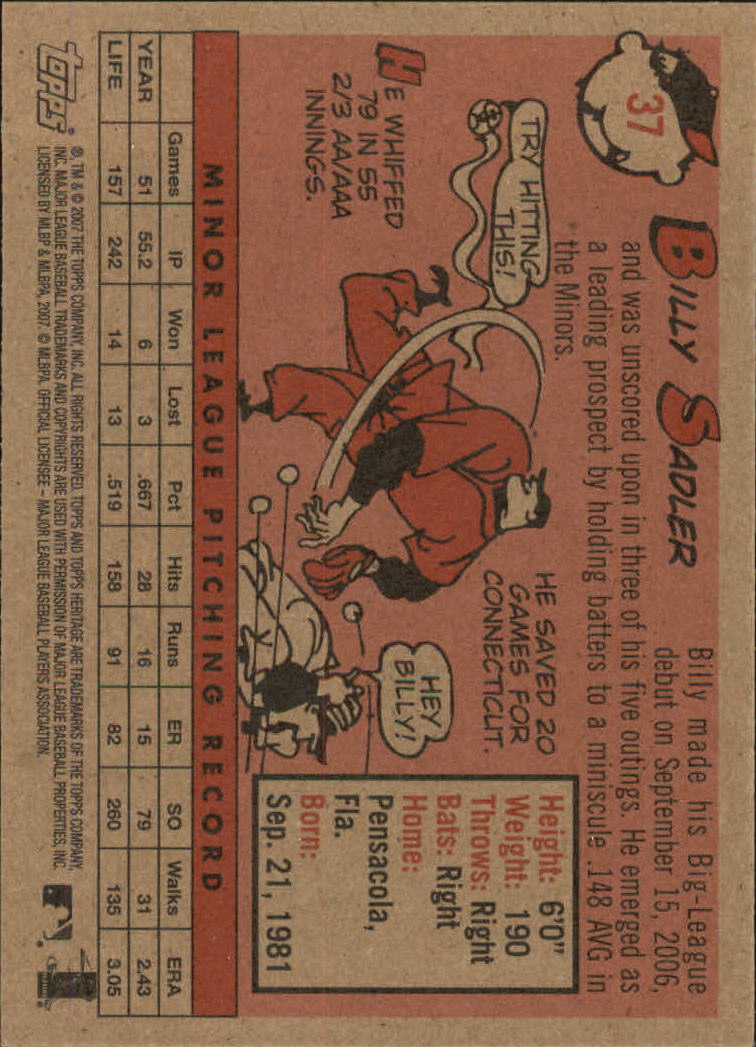 37
BILLY SADLER
Billy made his Big-League
debut on September 15, 2006,
and was unscored upon in three of his five outings. He emerged as
a leading prospect by holding batters to a miniscule .148 AVG in
the Minors.
TRY HITTING
THIS!
HE WHIFFED
79 IN 55
2/3 AA/AAA
INNINGS.
HE SAVED 20
GAMES FOR
CONNECTICUT.
HEY
BILLY!
Height: 6'0"
Weight: 190
Throws: Right
Bats: Right
Home:
Pensacola,
Fla.
Born:
Sep. 21, 1981
MINOR LEAGUE PITCHING RECORD
Games IP Won Lost Pct Hits Runs ER SO Walks ERA
YEAR 51 55.2 6 3 .667 28 16 15 79 31 2.43
LIFE 157 242 14 13 .519 158 91 82 260 135 3.05
Topps®
®, TM & © 2007 THE TOPPS COMPANY, INC. ALL RIGHTS RESERVED. TOPPS AND TOPPS HERITAGE ARE TRADEMARKS OF THE TOPPS COMPANY,
INC. MAJOR LEAGUE BASEBALL TRADEMARKS AND COPYRIGHTS ARE USED WITH PERMISSION OF MAJOR LEAGUE BASEBALL PROPERTIES, INC.
LICENSED BY MLBP & MLBPA, 2007. © MLBPA. OFFICIAL LICENSEE – MAJOR LEAGUE BASEBALL PLAYERS ASSOCIATION.